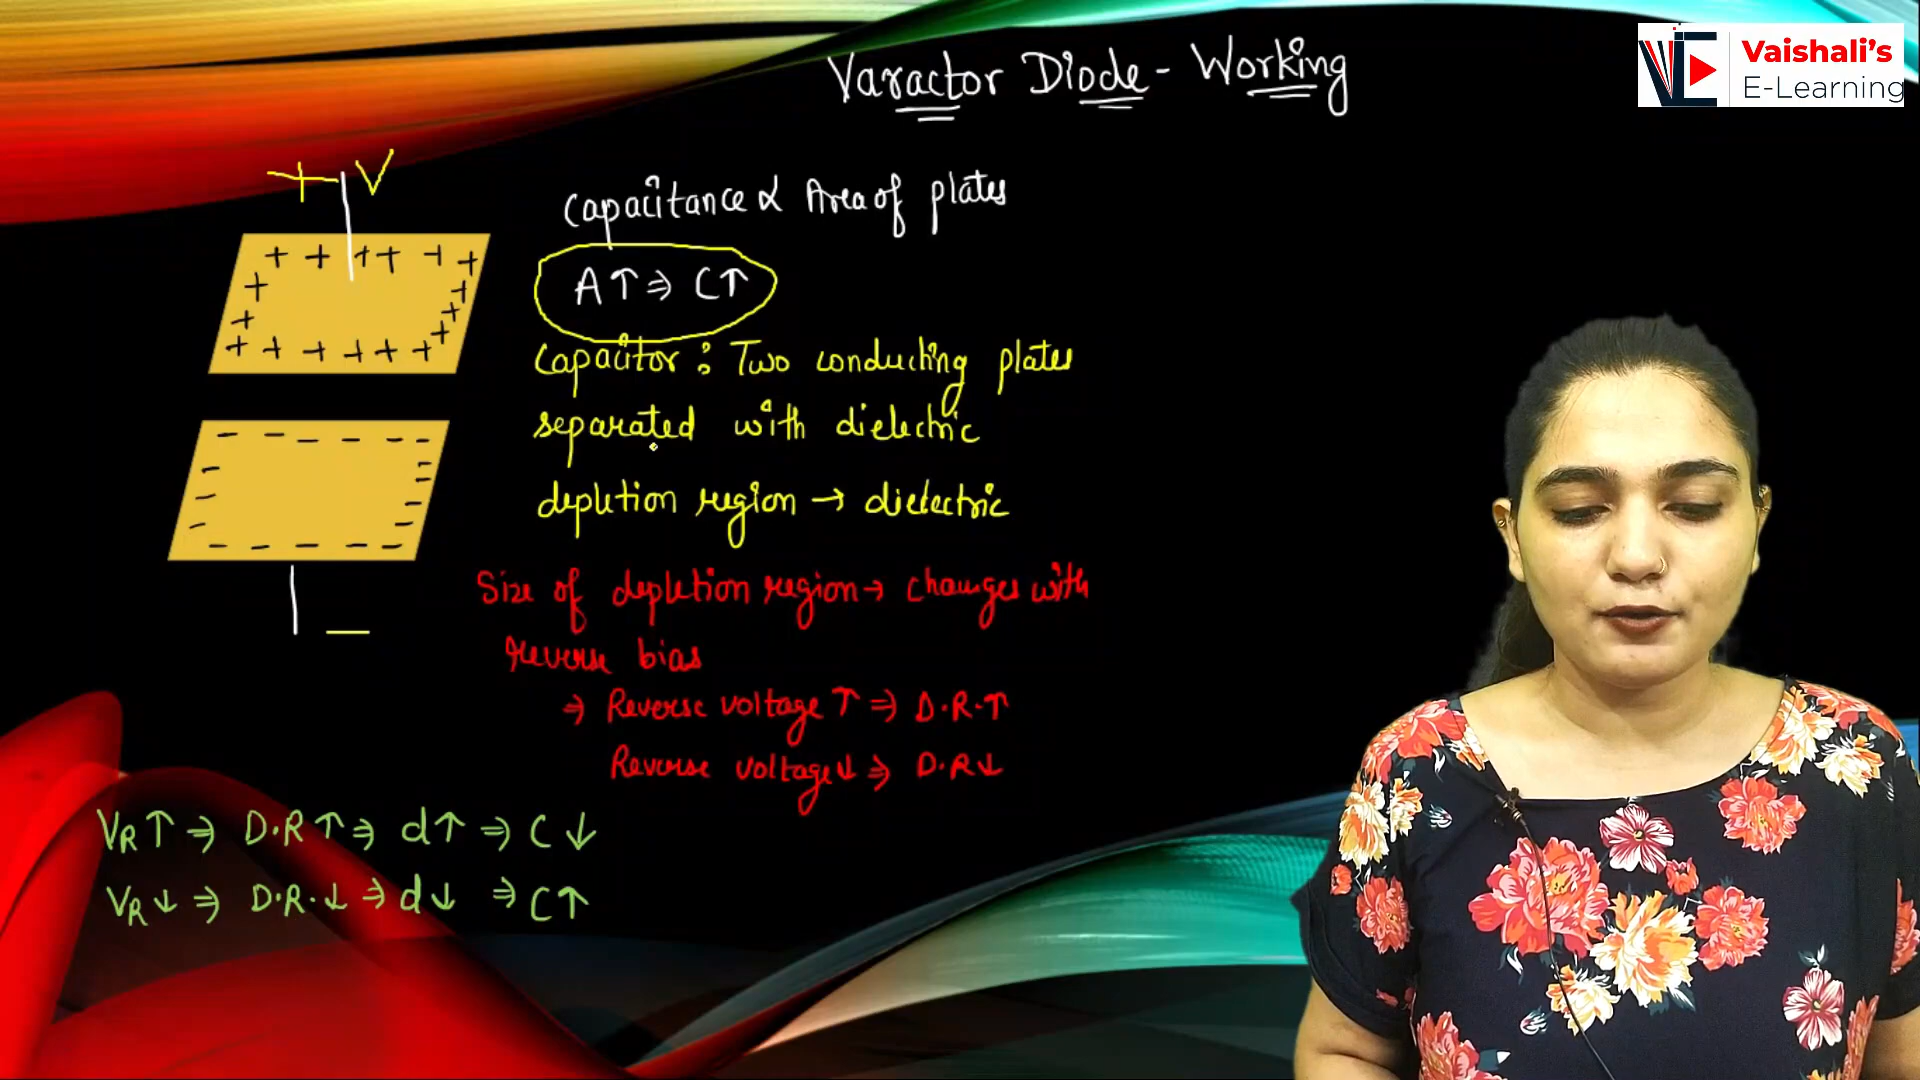 Varactor Diode - Working
Vaishali's
E-Learning
+V
Capacitance ∝ Area of plates
A↑ ⇒ C↑
Capacitor : Two conducting plates
separated with dielectric
depletion region → dielectric
Size of depletion region → changes with
reverse bias
⇒ Reverse voltage ↑ ⇒ D.R.↑
Reverse voltage↓ ⇒ D.R↓
VR↑ ⇒ D.R↑ ⇒ d↑ ⇒ C↓
VR↓ ⇒ D.R.↓ ⇒ d↓ ⇒ C↑